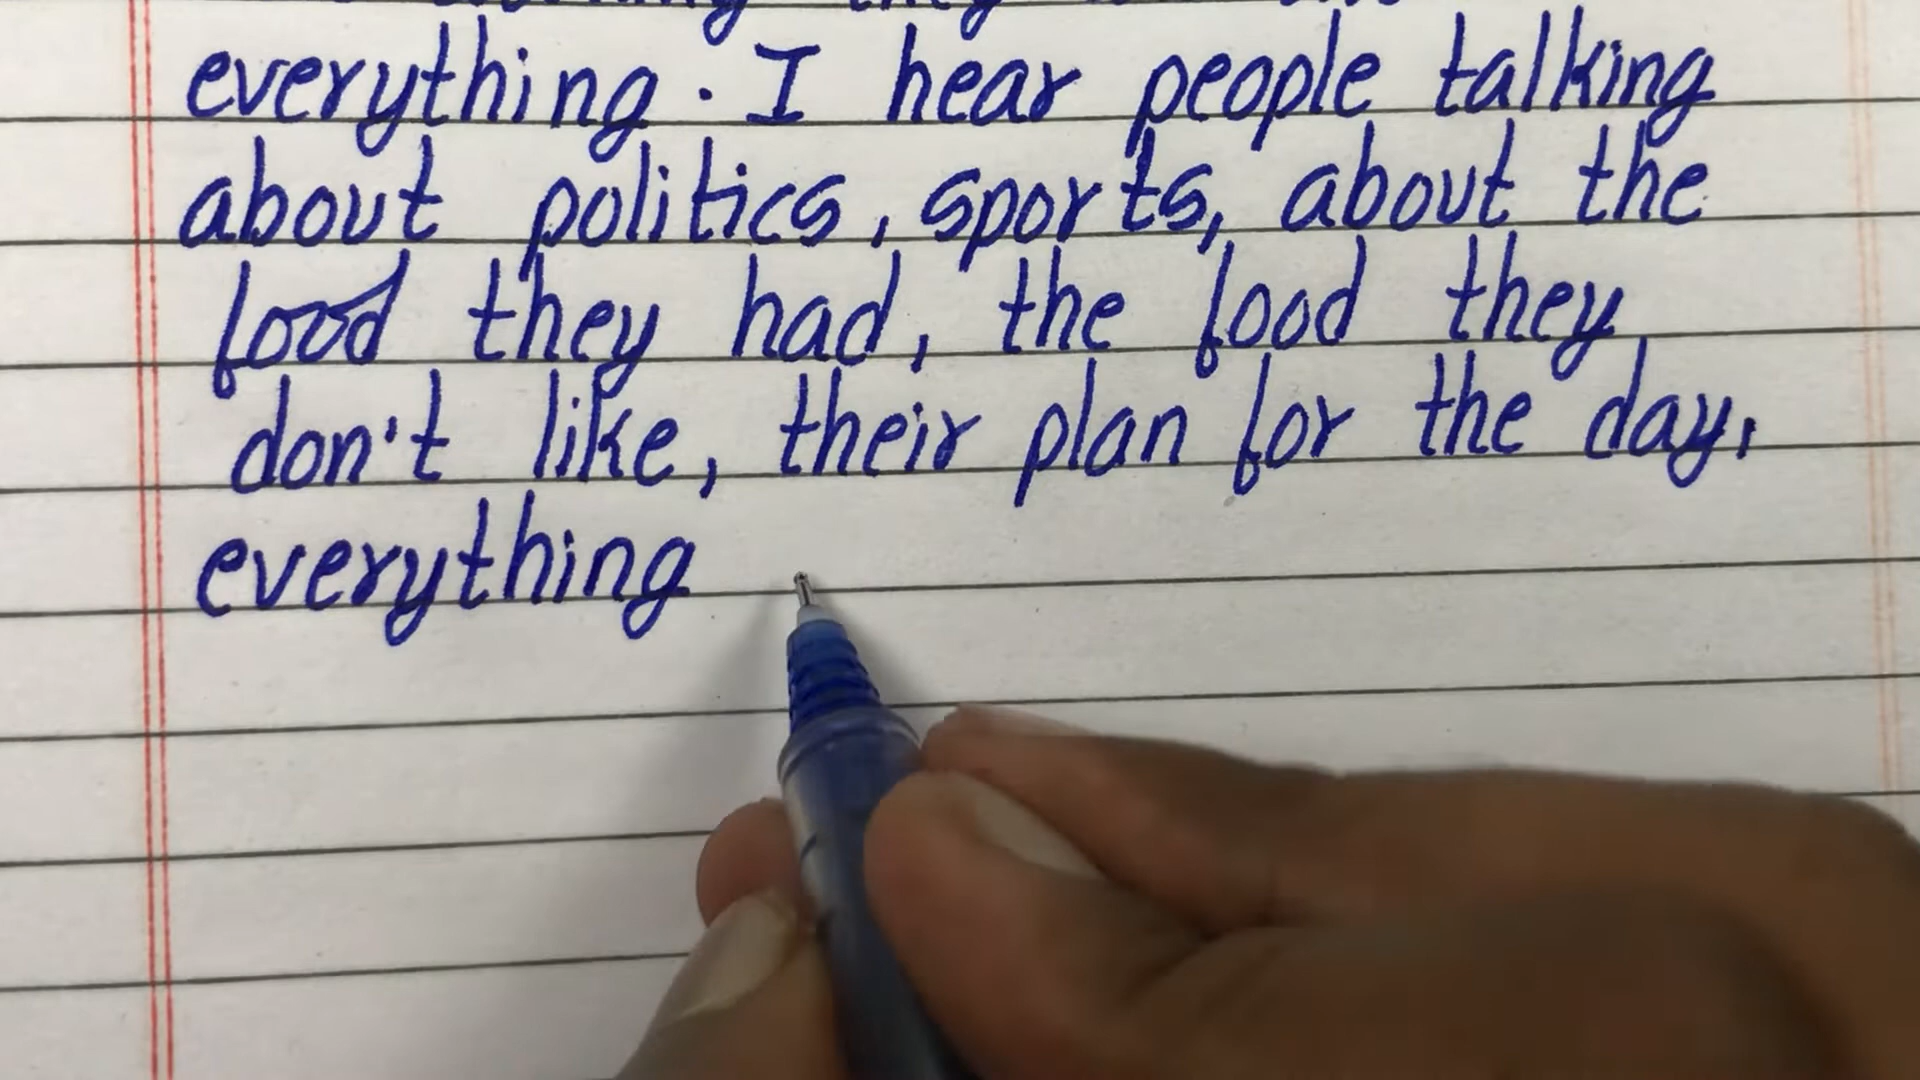 everything. I hear people talking
about politics, sports, about the
food they had, the food they
don't like, their plan for the day,
everything